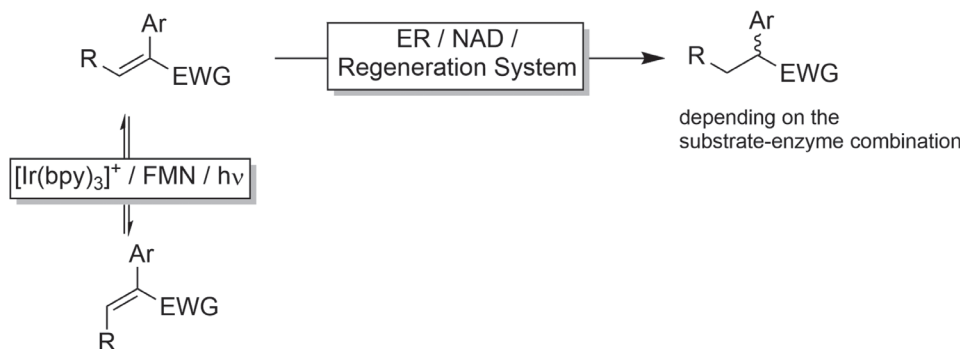 Ar
R
EWG
ER / NAD /
Regeneration System
Ar
R
EWG
depending on the
substrate-enzyme combination
[Ir(bpy)3]+ / FMN / hν
Ar
EWG
R